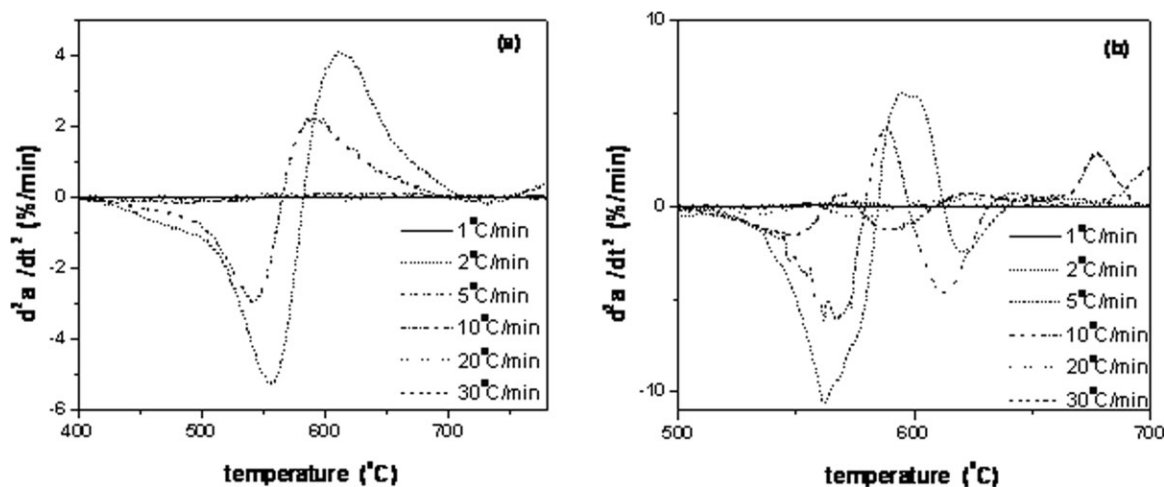 (a)
d²a /dt² (%/min)
4
2
0
-2
-4
-6
400
500
600
700
temperature (°C)
1°C/min
2°C/min
5°C/min
10°C/min
20°C/min
30°C/min
(b)
d²a /dt² (%/min)
10
0
-10
500
600
700
temperature (°C)
1°C/min
2°C/min
5°C/min
10°C/min
20°C/min
30°C/min